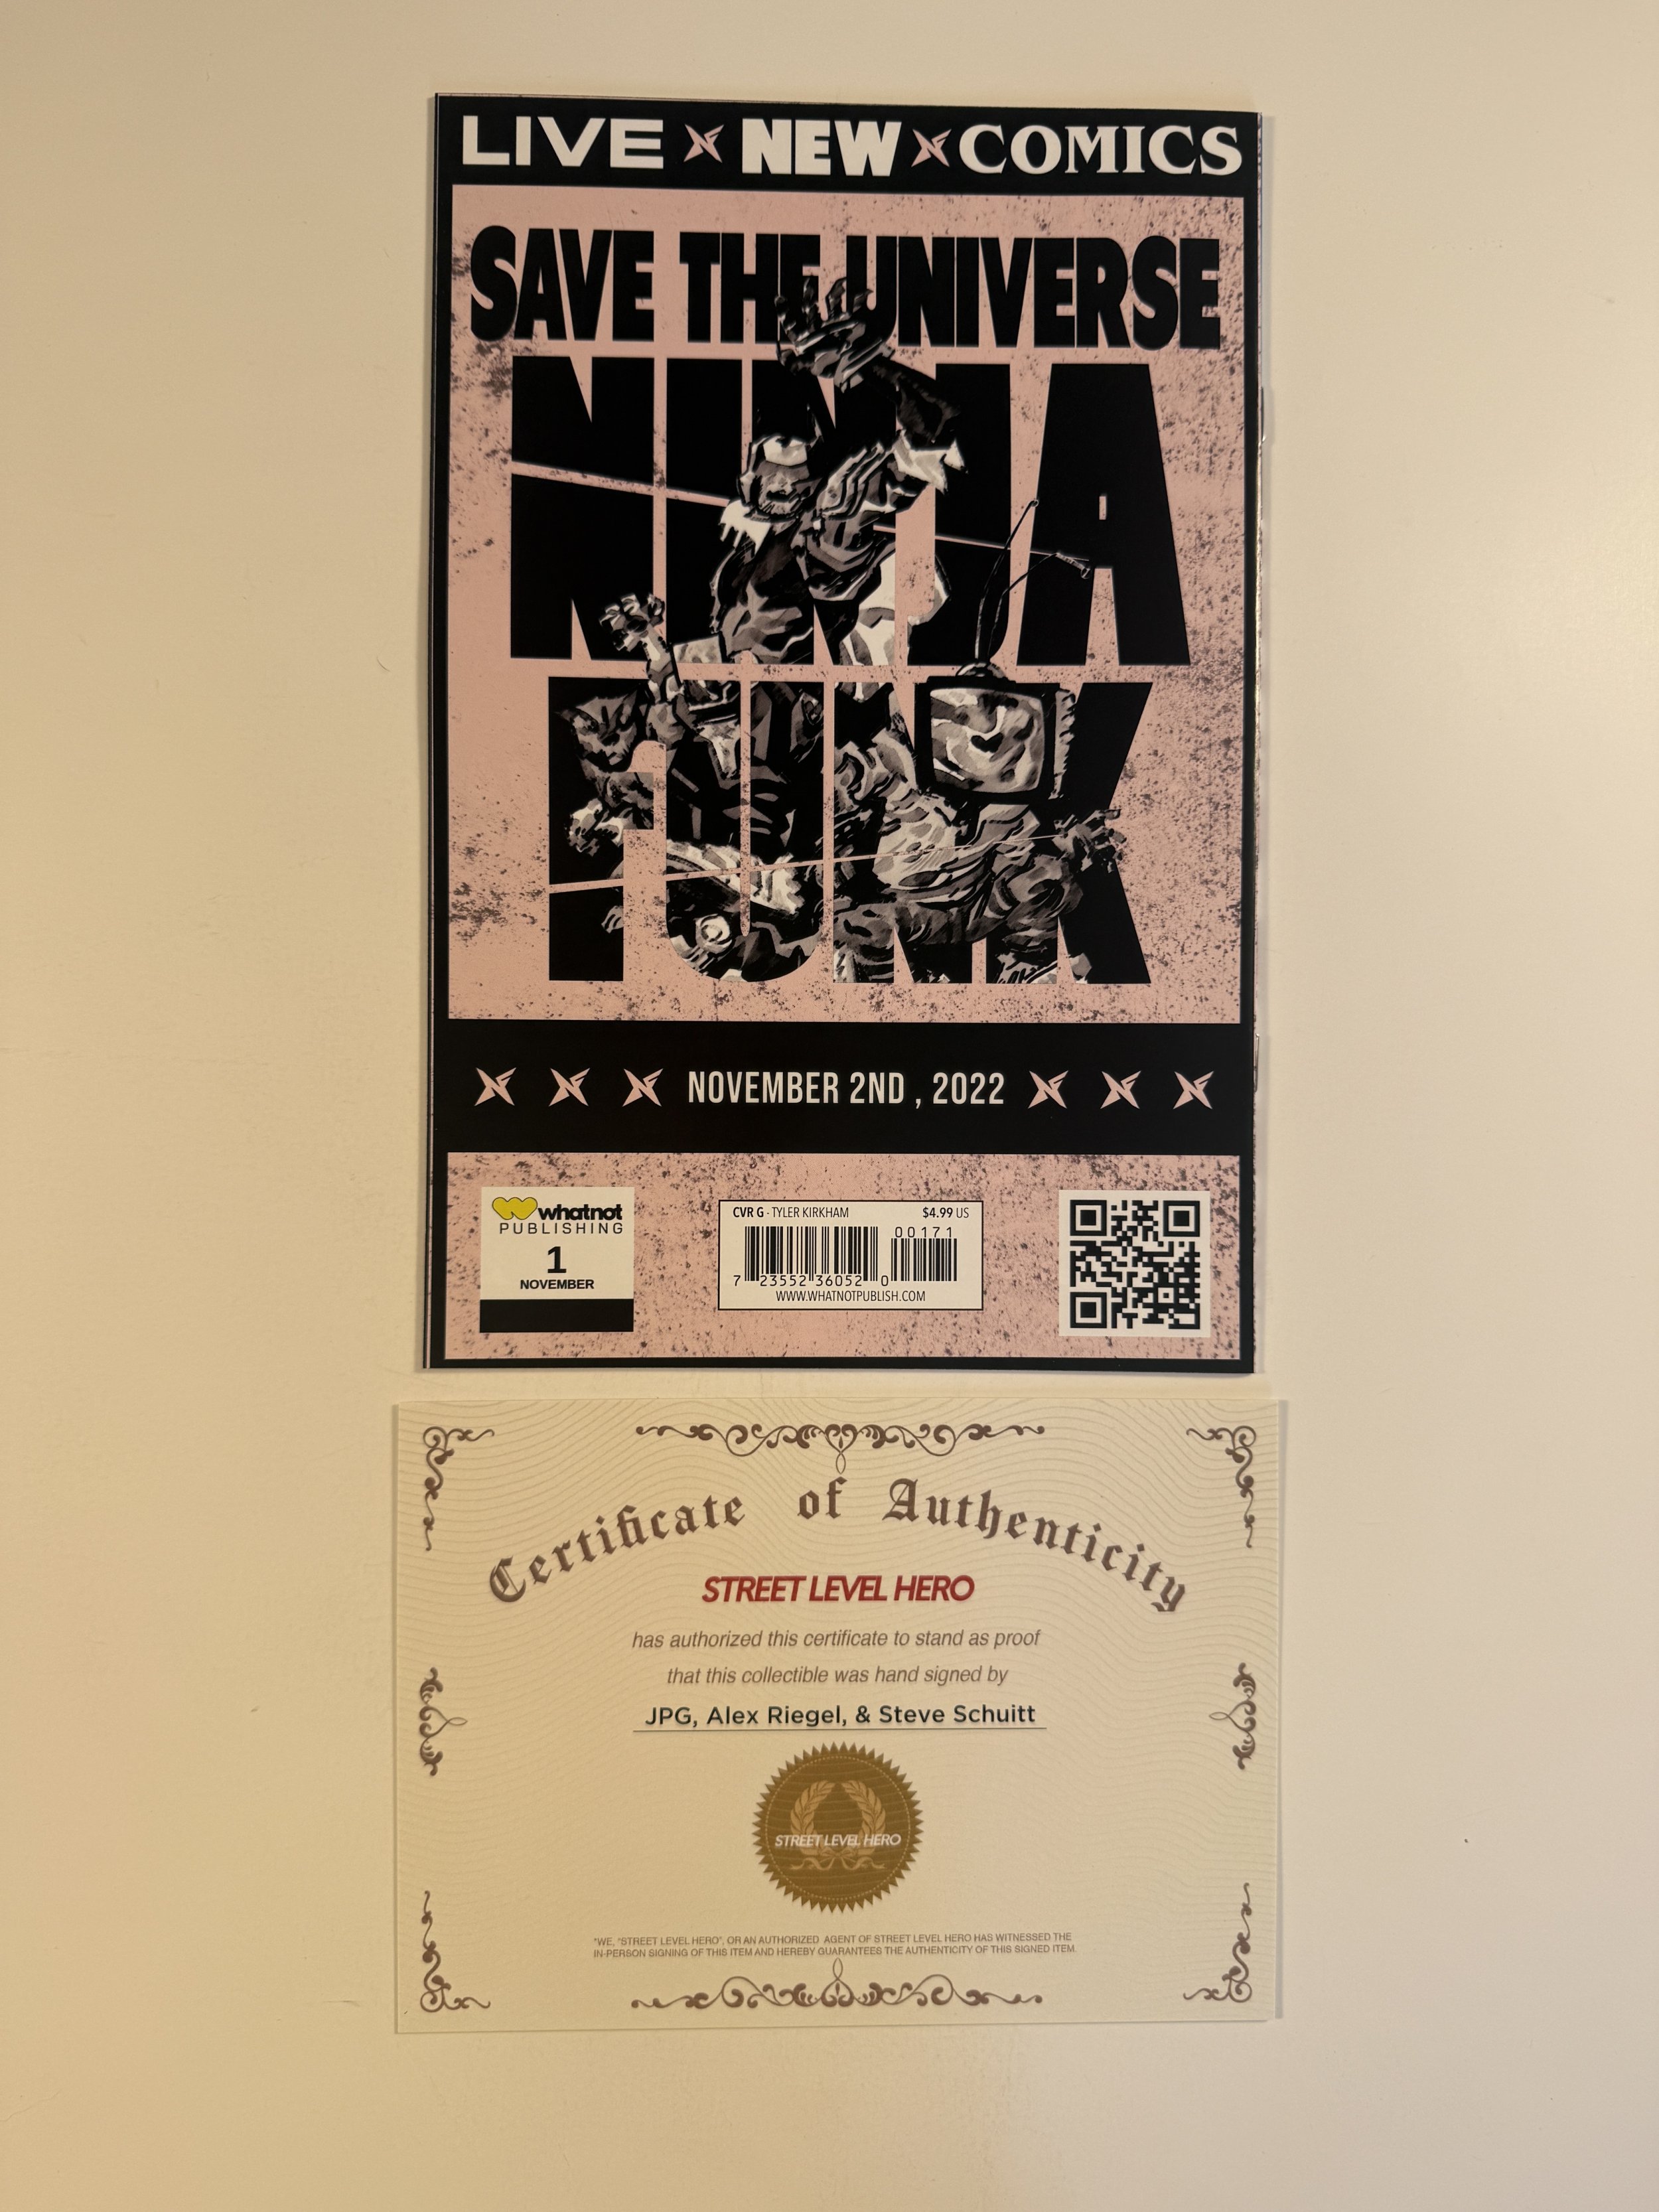 LIVE NEW COMICS
SAVE THE UNIVERSE
NINJA
FUNK
NOVEMBER 2ND , 2022
whatnot
PUBLISHING
1
NOVEMBER
CVR G - TYLER KIRKHAM $4.99 US
00171
7 23552 36052 0
WWW.WHATNOTPUBLISH.COM
Certificate of Authenticity
STREET LEVEL HERO
has authorized this certificate to stand as proof
that this collectible was hand signed by
JPG, Alex Riegel, & Steve Schuitt
STREET LEVEL HERO
"WE, "STREET LEVEL HERO", OR AN AUTHORIZED AGENT OF STREET LEVEL HERO HAS WITNESSED THE
IN-PERSON SIGNING OF THIS ITEM AND HEREBY GUARANTEES THE AUTHENTICITY OF THIS SIGNED ITEM.